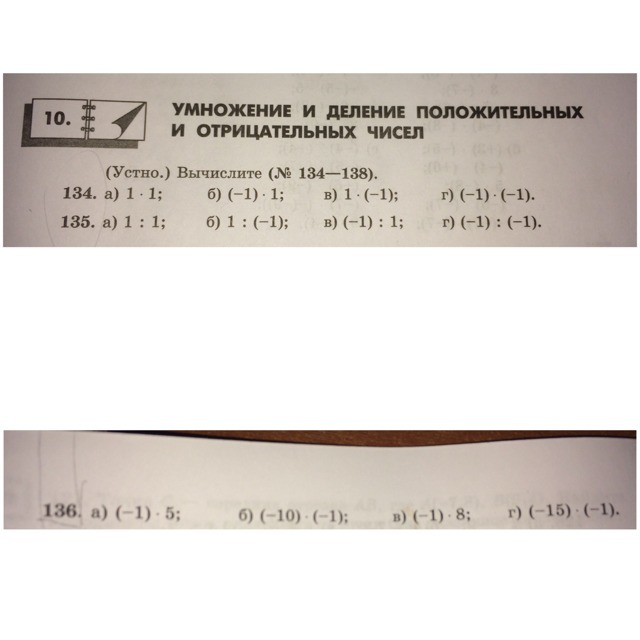 10.
УМНОЖЕНИЕ И ДЕЛЕНИЕ ПОЛОЖИТЕЛЬНЫХ
И ОТРИЦАТЕЛЬНЫХ ЧИСЕЛ
(Устно.) Вычислите (№ 134—138).
134. а) 1 · 1; б) (−1) · 1; в) 1 · (−1); г) (−1) · (−1).
135. а) 1 : 1; б) 1 : (−1); в) (−1) : 1; г) (−1) : (−1).
136. а) (−1) · 5; б) (−10) · (−1); в) (−1) · 8; г) (−15) · (−1).